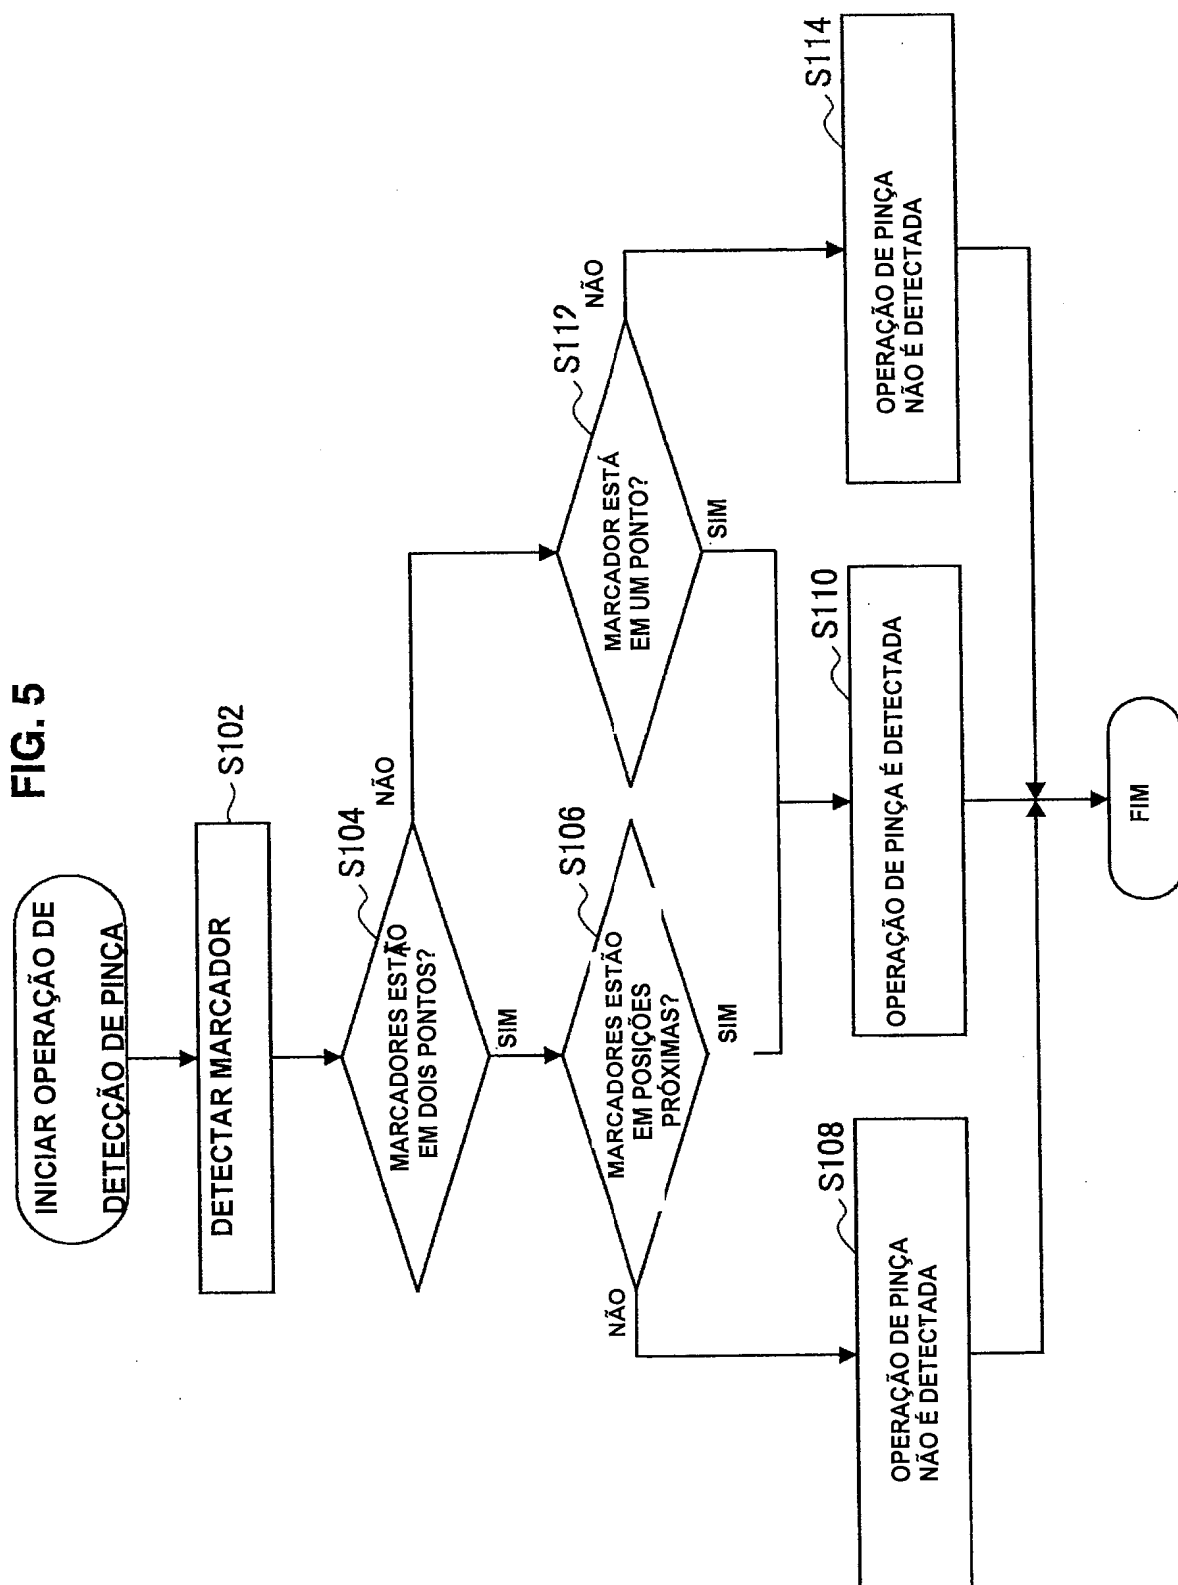 FIG. 5
INICIAR OPERAÇÃO DE
DETECÇÃO DE PINÇA
S102
DETECTAR MARCADOR
S104
MARCADORES ESTÃO
EM DOIS PONTOS?
NÃO
SIM
S106
MARCADORES ESTÃO
EM POSIÇÕES
PRÓXIMAS?
NÃO
SIM
S112
MARCADOR ESTÁ
EM UM PONTO?
NÃO
SIM
S108
OPERAÇÃO DE PINÇA
NÃO É DETECTADA
S110
OPERAÇÃO DE PINÇA É DETECTADA
S114
OPERAÇÃO DE PINÇA
NÃO É DETECTADA
FIM